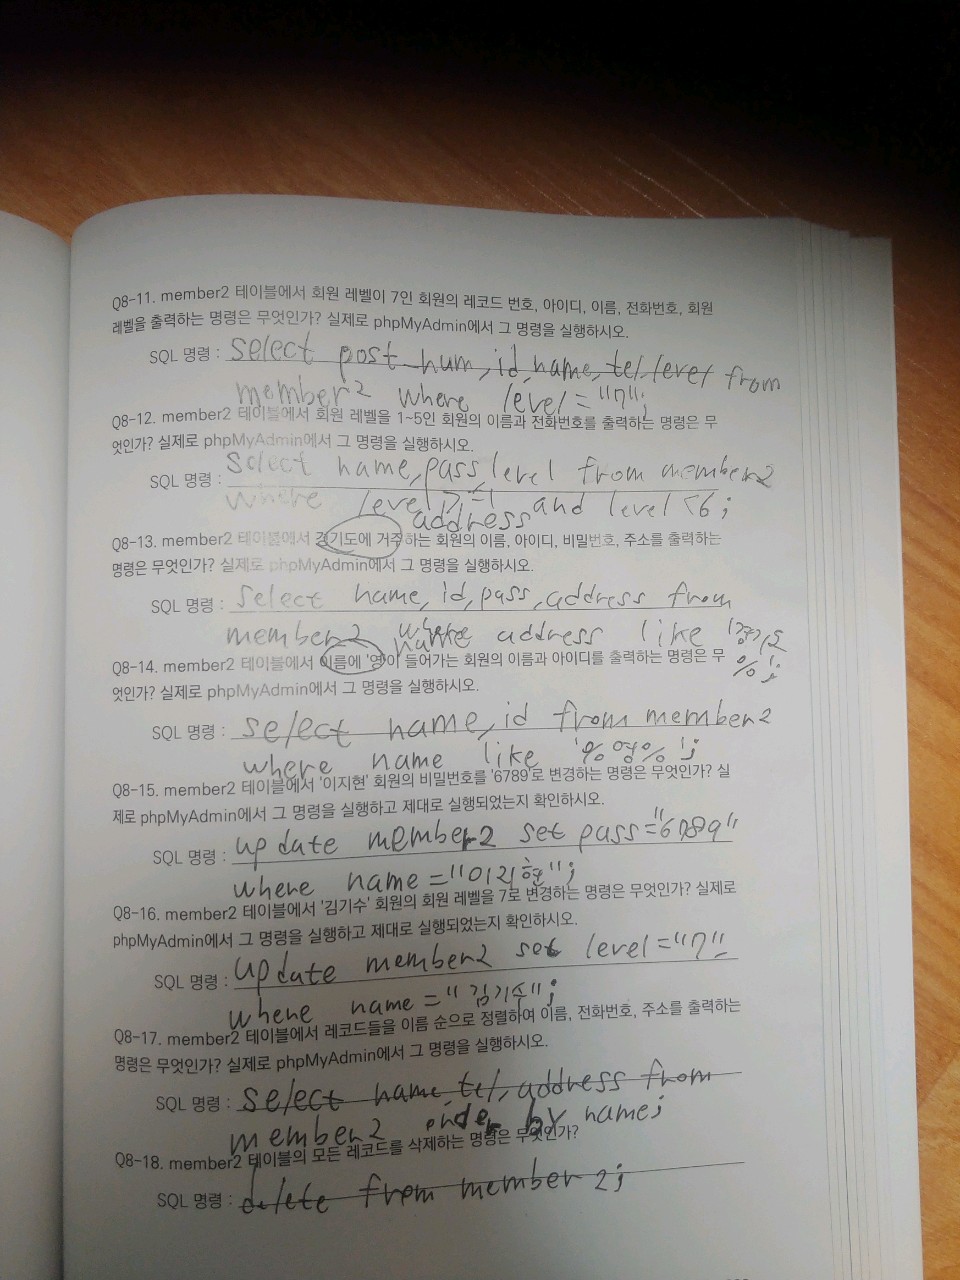 Q8-11. member2 테이블에서 회원 레벨이 7인 회원의 레코드 번호, 아이디, 이름, 전화번호, 회원
레벨을 출력하는 명령은 무엇인가? 실제로 phpMyAdmin에서 그 명령을 실행하시오.
SQL 명령 : select post_num, id, name, tel, level from
member2 where level = "7";
Q8-12. member2 테이블에서 회원 레벨을 1~5인 회원의 이름과 전화번호를 출력하는 명령은 무
엇인가? 실제로 phpMyAdmin에서 그 명령을 실행하시오.
SQL 명령 : Select name, pass, level from member2
where level >=1 and level <6;
address
Q8-13. member2 테이블에서 경기도에 거주하는 회원의 이름, 아이디, 비밀번호, 주소를 출력하는
명령은 무엇인가? 실제로 phpMyAdmin에서 그 명령을 실행하시오.
SQL 명령 : select name, id, pass, address from
member2 where address like '경기도
%';
name
Q8-14. member2 테이블에서 이름에 '영'이 들어가는 회원의 이름과 아이디를 출력하는 명령은 무
엇인가? 실제로 phpMyAdmin에서 그 명령을 실행하시오.
SQL 명령 : select name, id from member2
where name like '%영%';
Q8-15. member2 테이블에서 '이지현' 회원의 비밀번호를 '6789'로 변경하는 명령은 무엇인가? 실
제로 phpMyAdmin에서 그 명령을 실행하고 제대로 실행되었는지 확인하시오.
SQL 명령 : update member2 set pass="6789"
where name = "이지현";
Q8-16. member2 테이블에서 '김기수' 회원의 회원 레벨을 7로 변경하는 명령은 무엇인가? 실제로
phpMyAdmin에서 그 명령을 실행하고 제대로 실행되었는지 확인하시오.
SQL 명령 : update member2 set level="7"
where name = "김기수";
Q8-17. member2 테이블에서 레코드들을 이름 순으로 정렬하여 이름, 전화번호, 주소를 출력하는
명령은 무엇인가? 실제로 phpMyAdmin에서 그 명령을 실행하시오.
SQL 명령 : select name, tel, address from
member2 order by name;
Q8-18. member2 테이블의 모든 레코드를 삭제하는 명령은 무엇인가?
SQL 명령 : delete from member2;